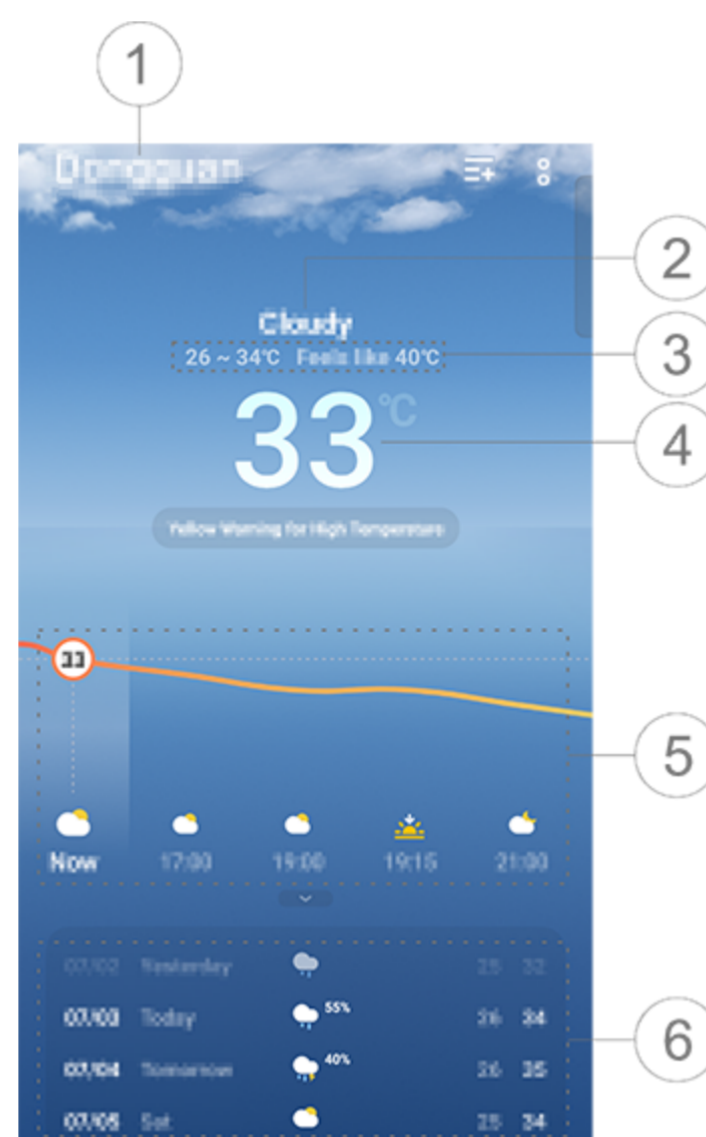 1
Dongguan
2
Cloudy
3
26 ~ 34℃ Feels like 40℃
33℃
4
Yellow Warning for High Temperature
33
5
Now 17:00 19:00 19:15 21:00
07/02 Yesterday 25 32
07/03 Today 55% 26 34
6
07/04 Tomorrow 40% 26 35
07/05 Sat 25 34